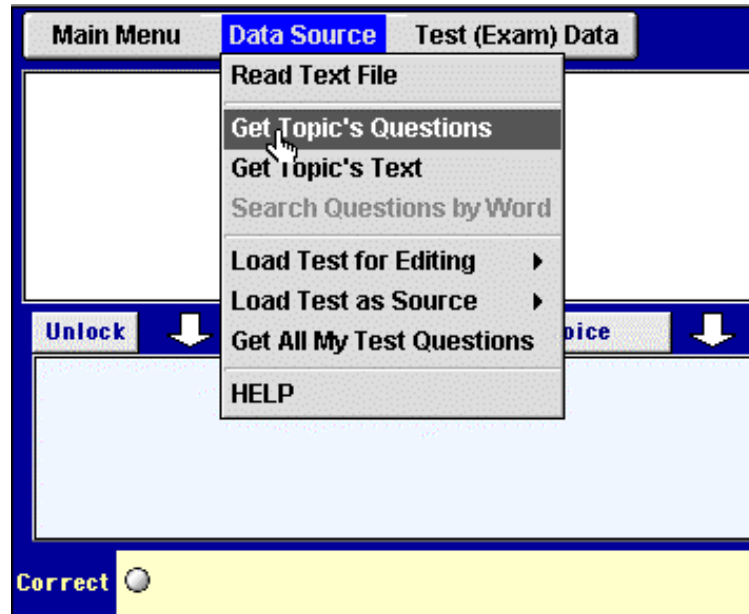 Main Menu Data Source Test (Exam) Data
Read Text File
Get Topic's Questions
Get Topic's Text
Search Questions by Word
Load Test for Editing
Load Test as Source
Get All My Test Questions
HELP
Unlock oice
Correct